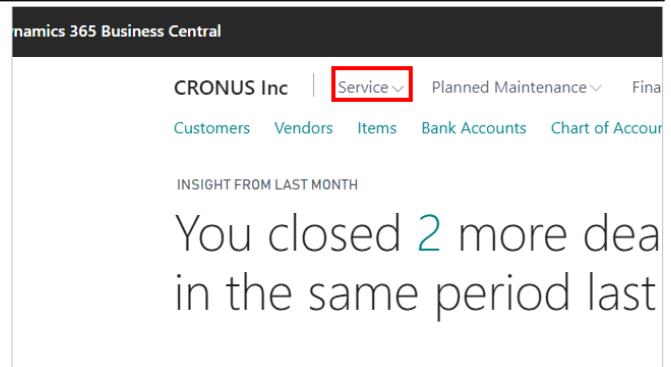 namics 365 Business Central
CRONUS Inc Service Planned Maintenance Fina
Customers Vendors Items Bank Accounts Chart of Accour
INSIGHT FROM LAST MONTH
You closed 2 more dea
in the same period last